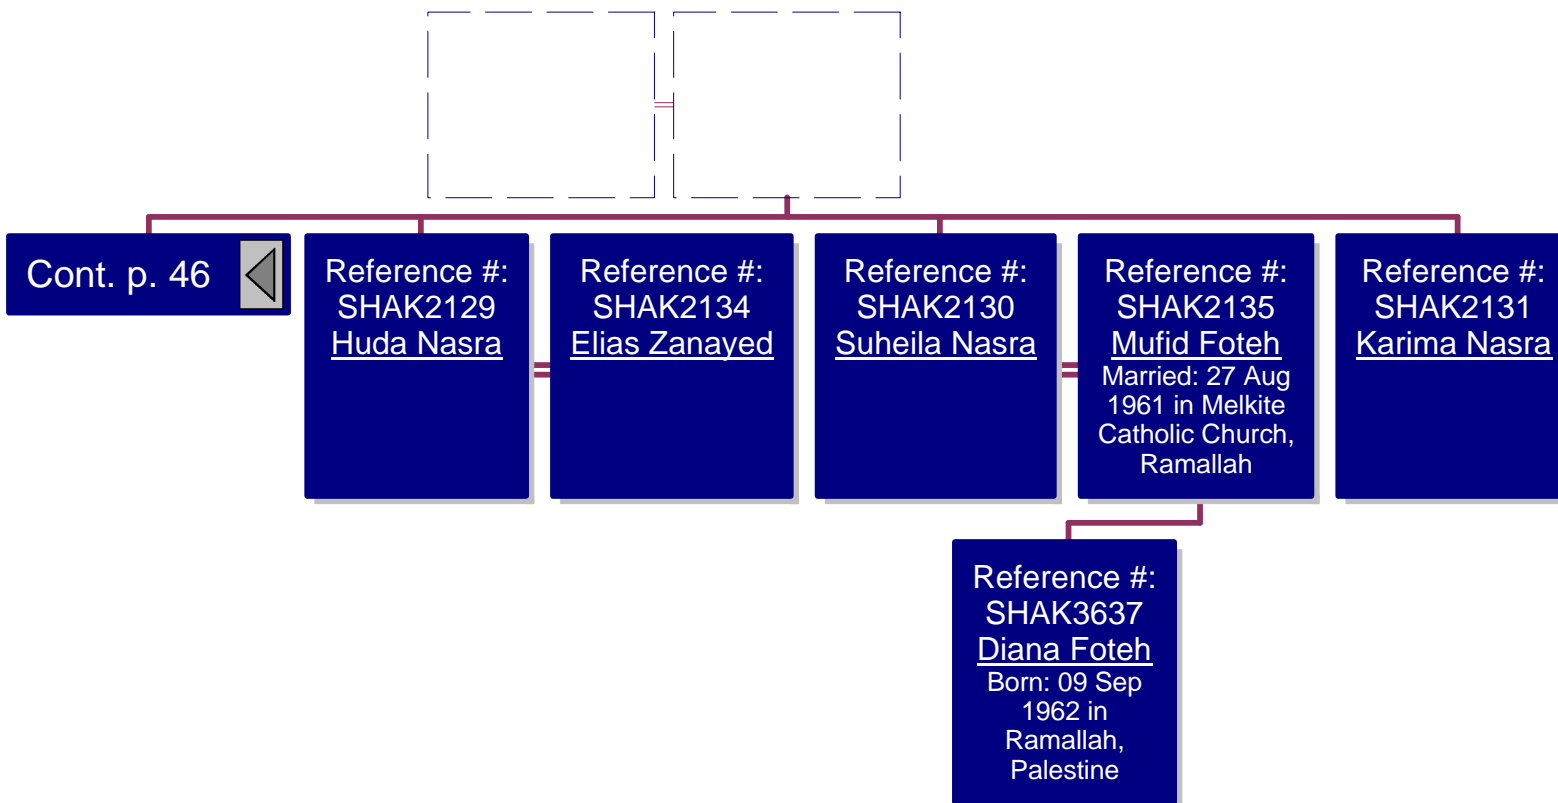 Cont. p. 46
Reference #:
SHAK2129
Huda Nasra
Reference #:
SHAK2134
Elias Zanayed
Reference #:
SHAK2130
Suheila Nasra
Reference #:
SHAK2135
Mufid Foteh
Married: 27 Aug
1961 in Melkite
Catholic Church,
Ramallah
Reference #:
SHAK2131
Karima Nasra
Reference #:
SHAK3637
Diana Foteh
Born: 09 Sep
1962 in
Ramallah,
Palestine